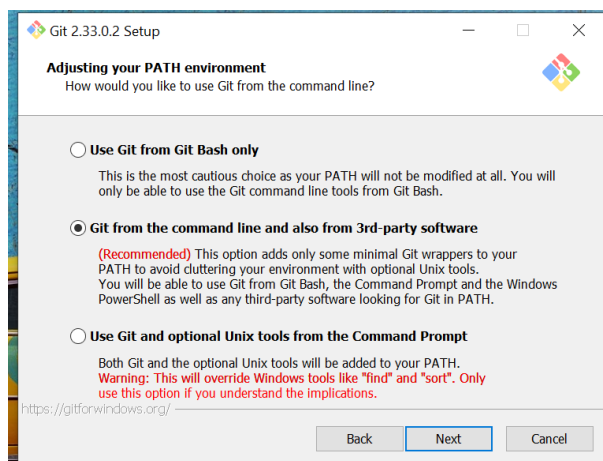 Git 2.33.0.2 Setup
Adjusting your PATH environment
How would you like to use Git from the command line?
Use Git from Git Bash only
This is the most cautious choice as your PATH will not be modified at all. You will
only be able to use the Git command line tools from Git Bash.
Git from the command line and also from 3rd-party software
(Recommended) This option adds only some minimal Git wrappers to your
PATH to avoid cluttering your environment with optional Unix tools.
You will be able to use Git from Git Bash, the Command Prompt and the Windows
PowerShell as well as any third-party software looking for Git in PATH.
Use Git and optional Unix tools from the Command Prompt
Both Git and the optional Unix tools will be added to your PATH.
Warning: This will override Windows tools like "find" and "sort". Only
use this option if you understand the implications.
https://gitforwindows.org/
Back Next Cancel